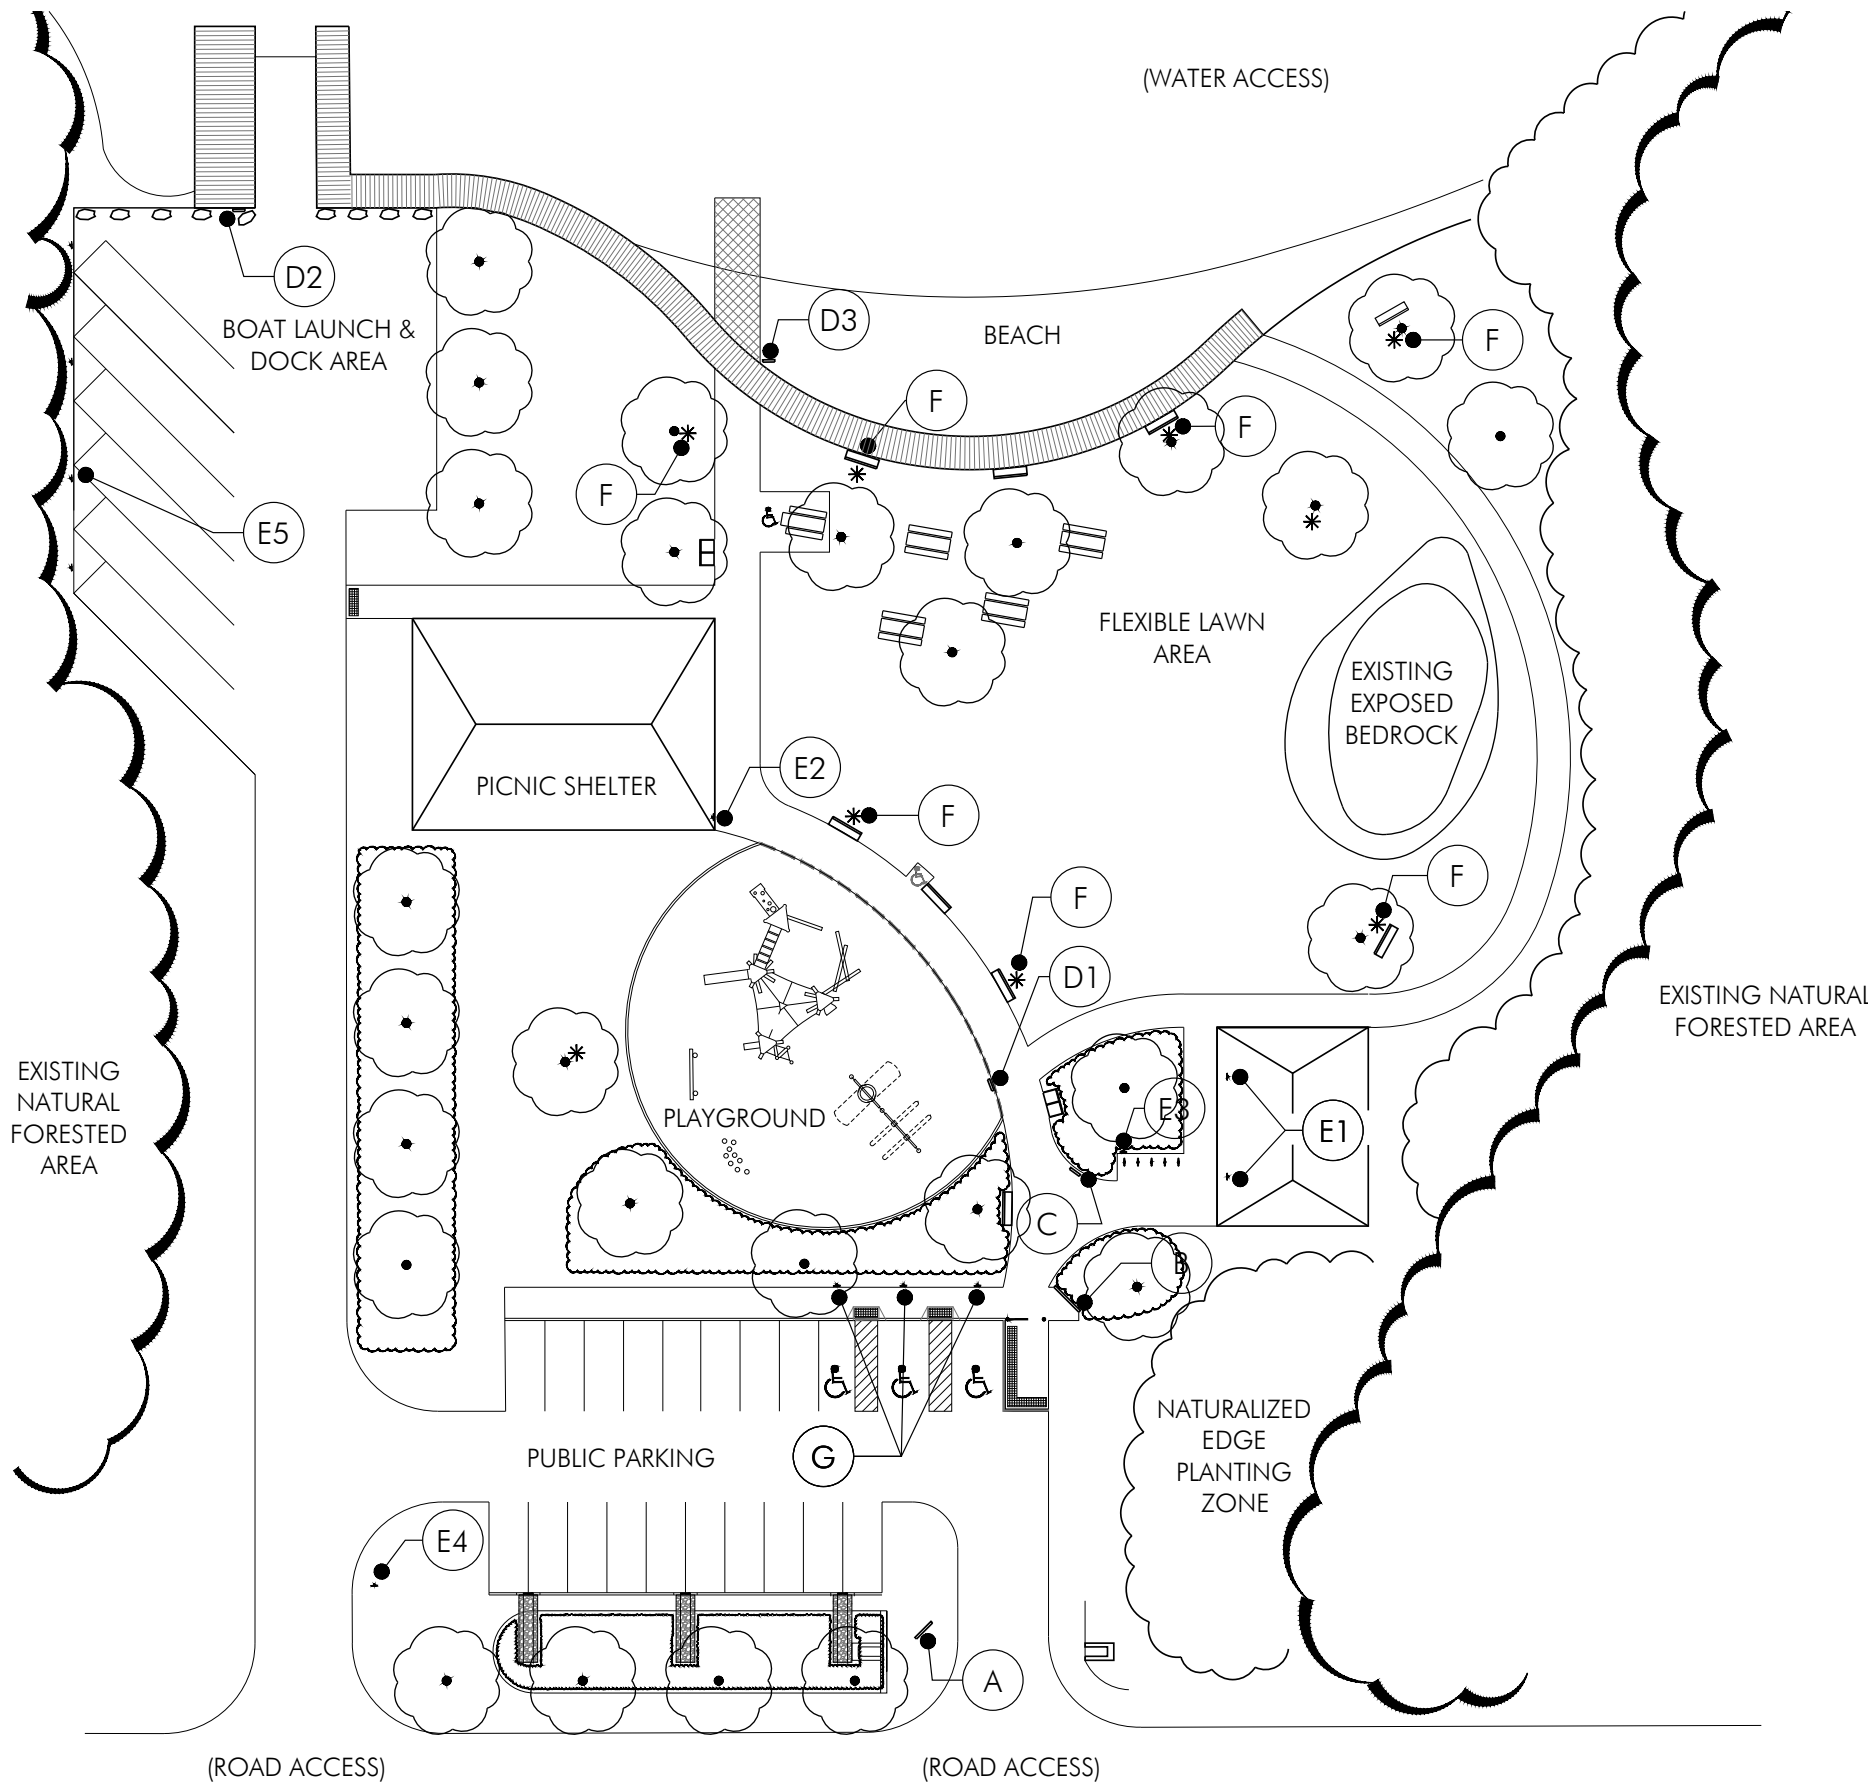 (WATER ACCESS)
D2
D3
BOAT LAUNCH &
DOCK AREA
BEACH
F
F
F
F
E5
FLEXIBLE LAWN
AREA
EXISTING
EXPOSED
BEDROCK
PICNIC SHELTER
E2
F
F
F
D1
EXISTING NATURAL
FORESTED AREA
EXISTING
NATURAL
FORESTED
AREA
PLAYGROUND
E3
E1
C
B
NATURALIZED
EDGE
PLANTING
ZONE
PUBLIC PARKING
G
E4
A
(ROAD ACCESS)
(ROAD ACCESS)